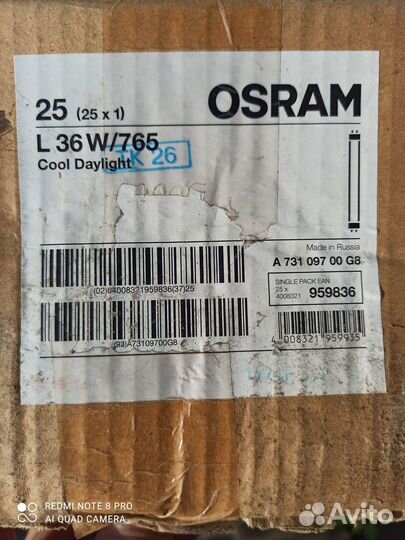 25 (25 x 1)
OSRAM
L 36 W/765
TK 26
Cool Daylight
Made in Russia
A 731 097 00 G8
(02)04008321959836(37)25
SINGLE PACK EAN
25 x
4008321 959836
(93)A73109700G8
4 008321 959935
REDMI NOTE 8 PRO
AI QUAD CAMERA
Avito